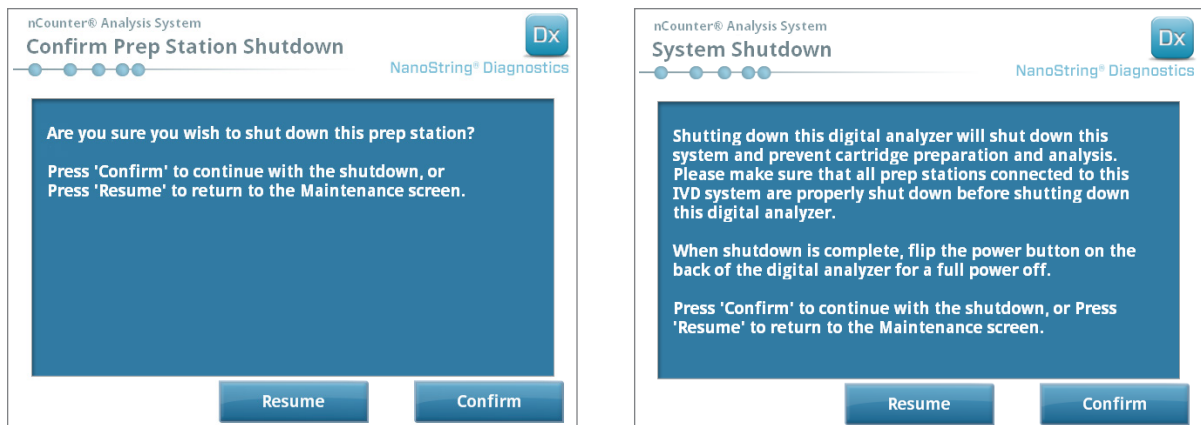 nCounter® Analysis System
Confirm Prep Station Shutdown
Dx
NanoString® Diagnostics
Are you sure you wish to shut down this prep station?
Press 'Confirm' to continue with the shutdown, or
Press 'Resume' to return to the Maintenance screen.
Resume
Confirm
nCounter® Analysis System
System Shutdown
Dx
NanoString® Diagnostics
Shutting down this digital analyzer will shut down this
system and prevent cartridge preparation and analysis.
Please make sure that all prep stations connected to this
IVD system are properly shut down before shutting down
this digital analyzer.
When shutdown is complete, flip the power button on the
back of the digital analyzer for a full power off.
Press 'Confirm' to continue with the shutdown, or Press
'Resume' to return to the Maintenance screen.
Resume
Confirm